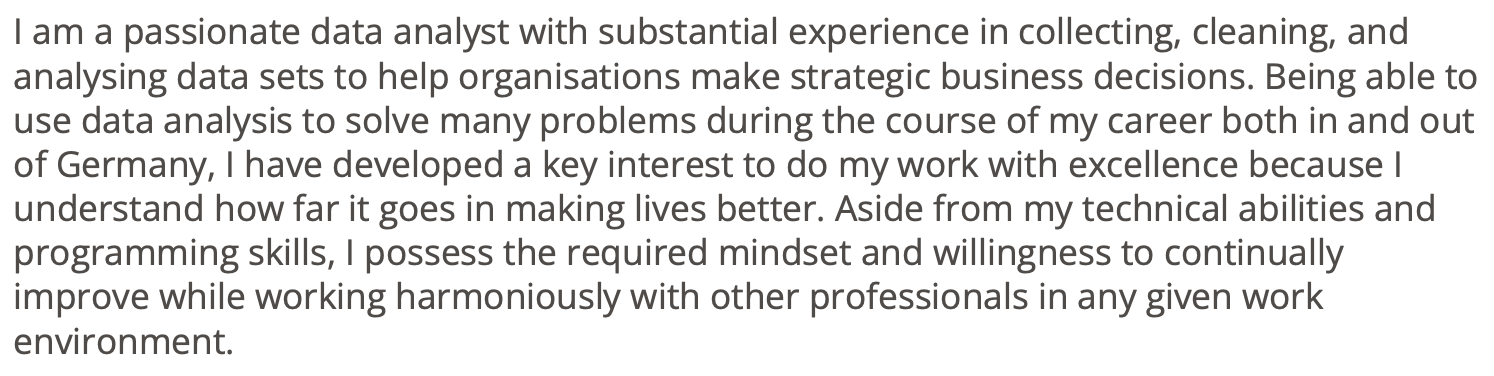 I am a passionate data analyst with substantial experience in collecting, cleaning, and
analysing data sets to help organisations make strategic business decisions. Being able to
use data analysis to solve many problems during the course of my career both in and out
of Germany, I have developed a key interest to do my work with excellence because I
understand how far it goes in making lives better. Aside from my technical abilities and
programming skills, I possess the required mindset and willingness to continually
improve while working harmoniously with other professionals in any given work
environment.